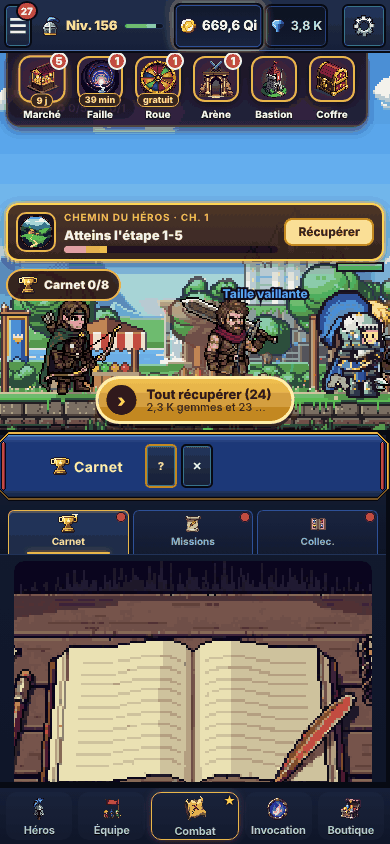 27
Niv. 156
669,6 Qi
3,8 K
5
1
1
1
9 j
39 min
gratuit
Marché
Faille
Roue
Arène
Bastion
Coffre
CHEMIN DU HÉROS · CH. 1
Atteins l'étape 1-5
Récupérer
Carnet 0/8
Taille vaillante
Tout récupérer (24)
2,3 K gemmes et 23 ...
Carnet
?
×
Carnet
Missions
Collec.
Héros
Équipe
Combat
Invocation
Boutique